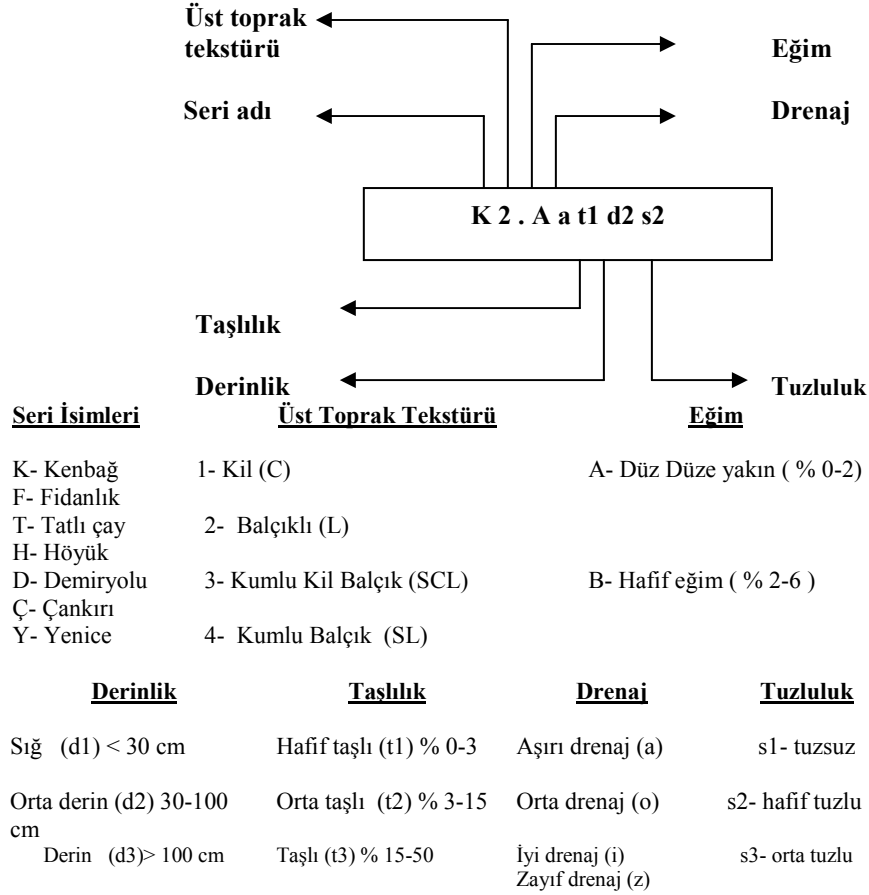 Üst toprak
tekstürü
Eğim
Seri adı
Drenaj
K 2 . A a t1 d2 s2
Taşlılık
Derinlik
Tuzluluk
Seri İsimleri Üst Toprak Tekstürü Eğim
K- Kenbağ 1- Kil (C) A- Düz Düze yakın ( % 0-2)
F- Fidanlık
T- Tatlı çay 2- Balçıklı (L)
H- Höyük
D- Demiryolu 3- Kumlu Kil Balçık (SCL) B- Hafif eğim ( % 2-6 )
Ç- Çankırı
Y- Yenice 4- Kumlu Balçık (SL)
Derinlik Taşlılık Drenaj Tuzluluk
Sığ (d1) < 30 cm Hafif taşlı (t1) % 0-3 Aşırı drenaj (a) s1- tuzsuz
Orta derin (d2) 30-100 Orta taşlı (t2) % 3-15 Orta drenaj (o) s2- hafif tuzlu
cm
Derin (d3)> 100 cm Taşlı (t3) % 15-50 İyi drenaj (i) s3- orta tuzlu
Zayıf drenaj (z)